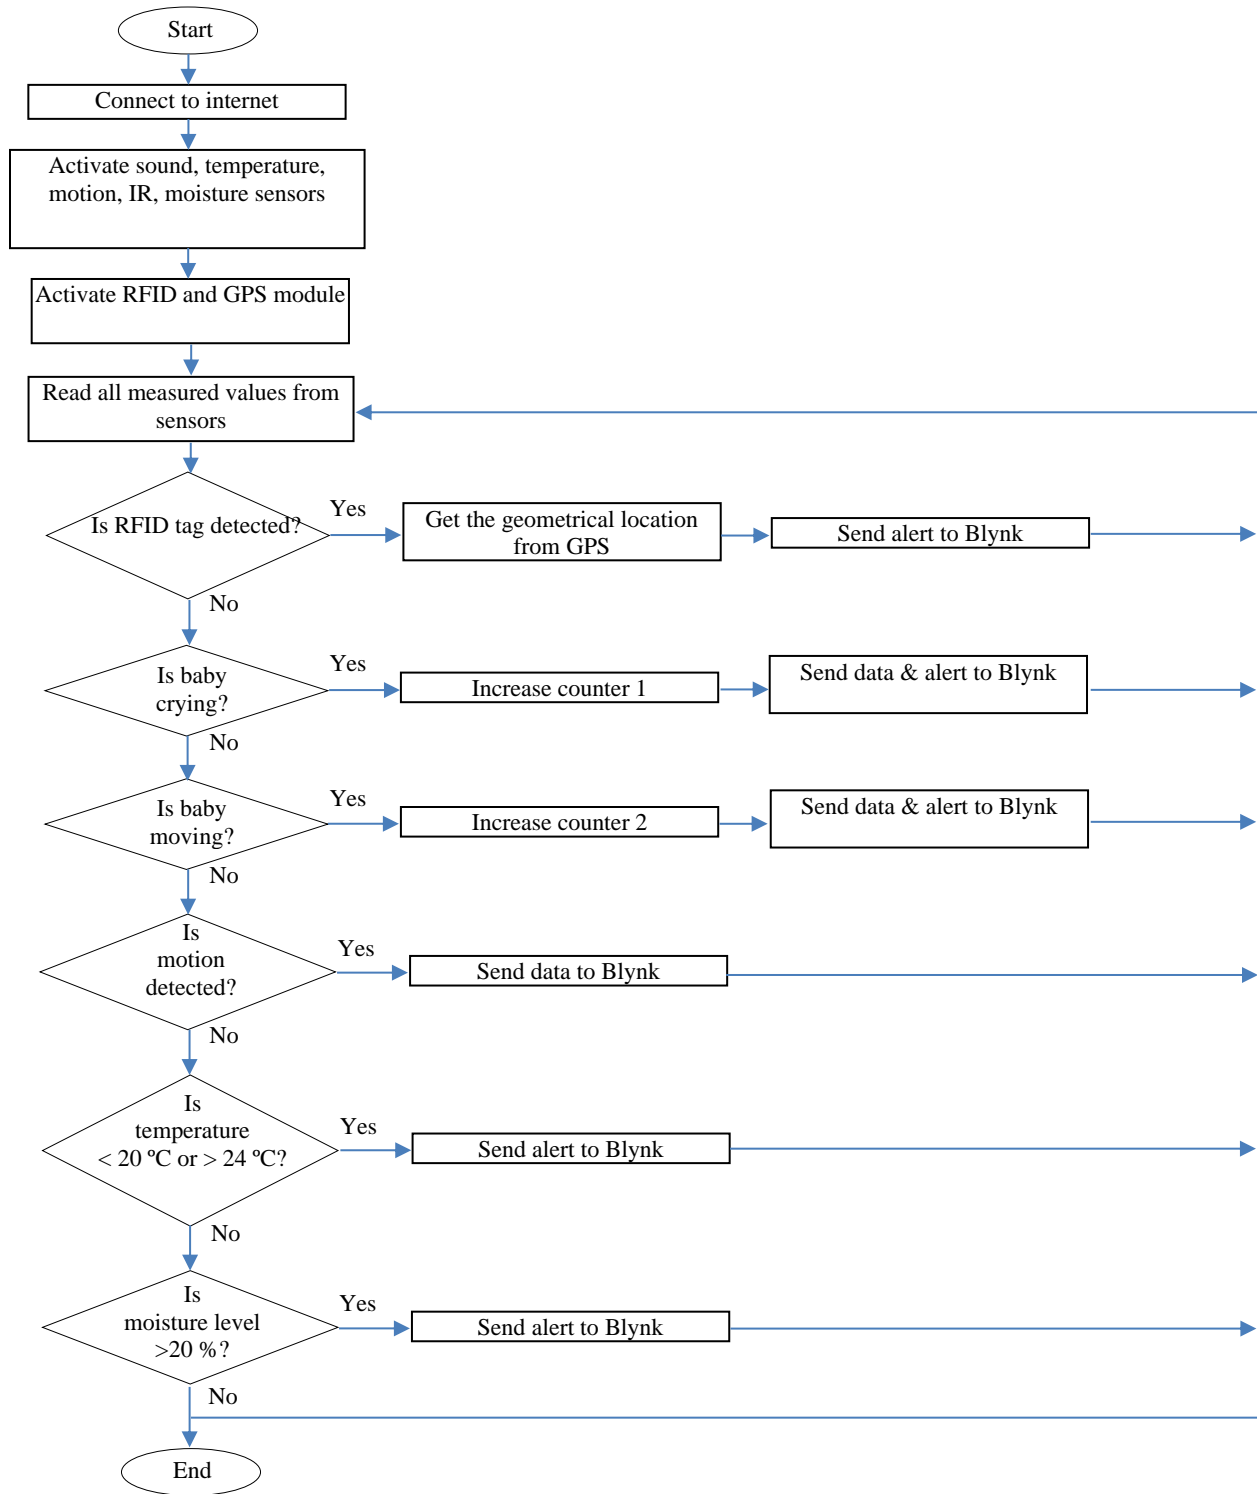 Start
Connect to internet
Activate sound, temperature,
motion, IR, moisture sensors
Activate RFID and GPS module
Read all measured values from
sensors
Is RFID tag detected?
Yes
Get the geometrical location
from GPS
Send alert to Blynk
No
Is baby
crying?
Yes
Increase counter 1
Send data & alert to Blynk
No
Is baby
moving?
Yes
Increase counter 2
Send data & alert to Blynk
No
Is
motion
detected?
Yes
Send data to Blynk
No
Is
temperature
< 20 ºC or > 24 ºC?
Yes
Send alert to Blynk
No
Is
moisture level
>20 %?
Yes
Send alert to Blynk
No
End